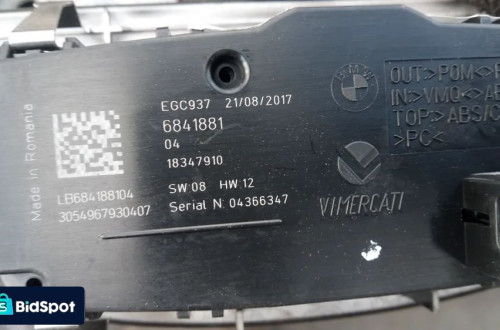 EGC937 21/08/2017
6841881
04
18347910
SW 08 HW 12
Serial N: 04366347
Made in Romania
LB684188104
3054967930407
BMW
OUT>POM<
IN>VMQ<
TOP>ABS/
>PC<
VIMERCATI
BidSpot